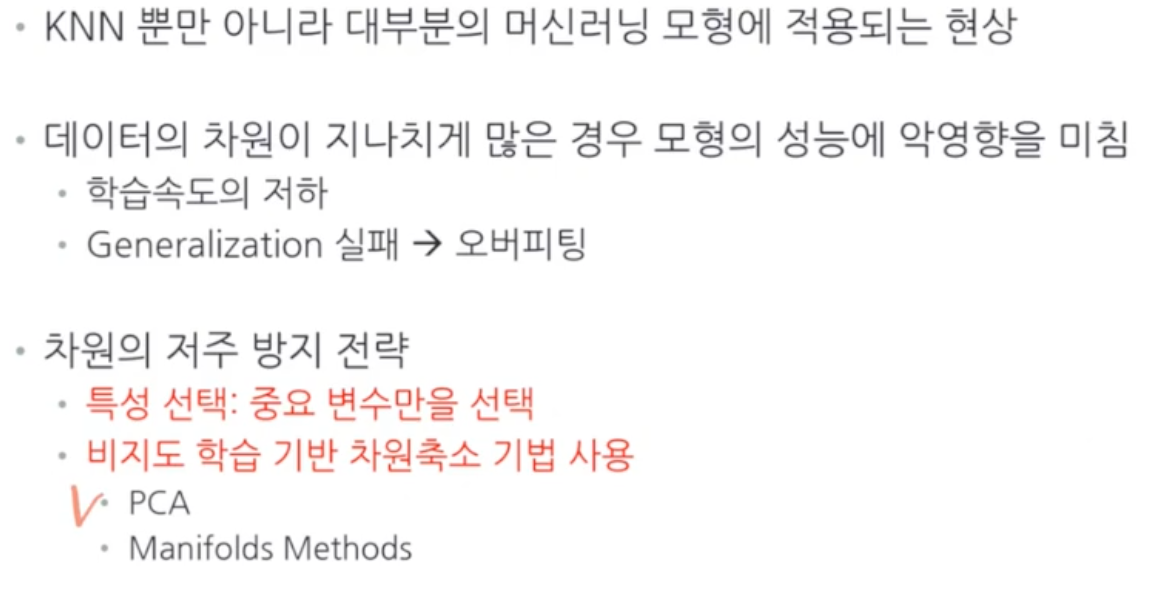 • KNN 뿐만 아니라 대부분의 머신러닝 모형에 적용되는 현상
• 데이터의 차원이 지나치게 많은 경우 모형의 성능에 악영향을 미침
• 학습속도의 저하
• Generalization 실패 → 오버피팅
• 차원의 저주 방지 전략
• 특성 선택: 중요 변수만을 선택
• 비지도 학습 기반 차원축소 기법 사용
• PCA
• Manifolds Methods